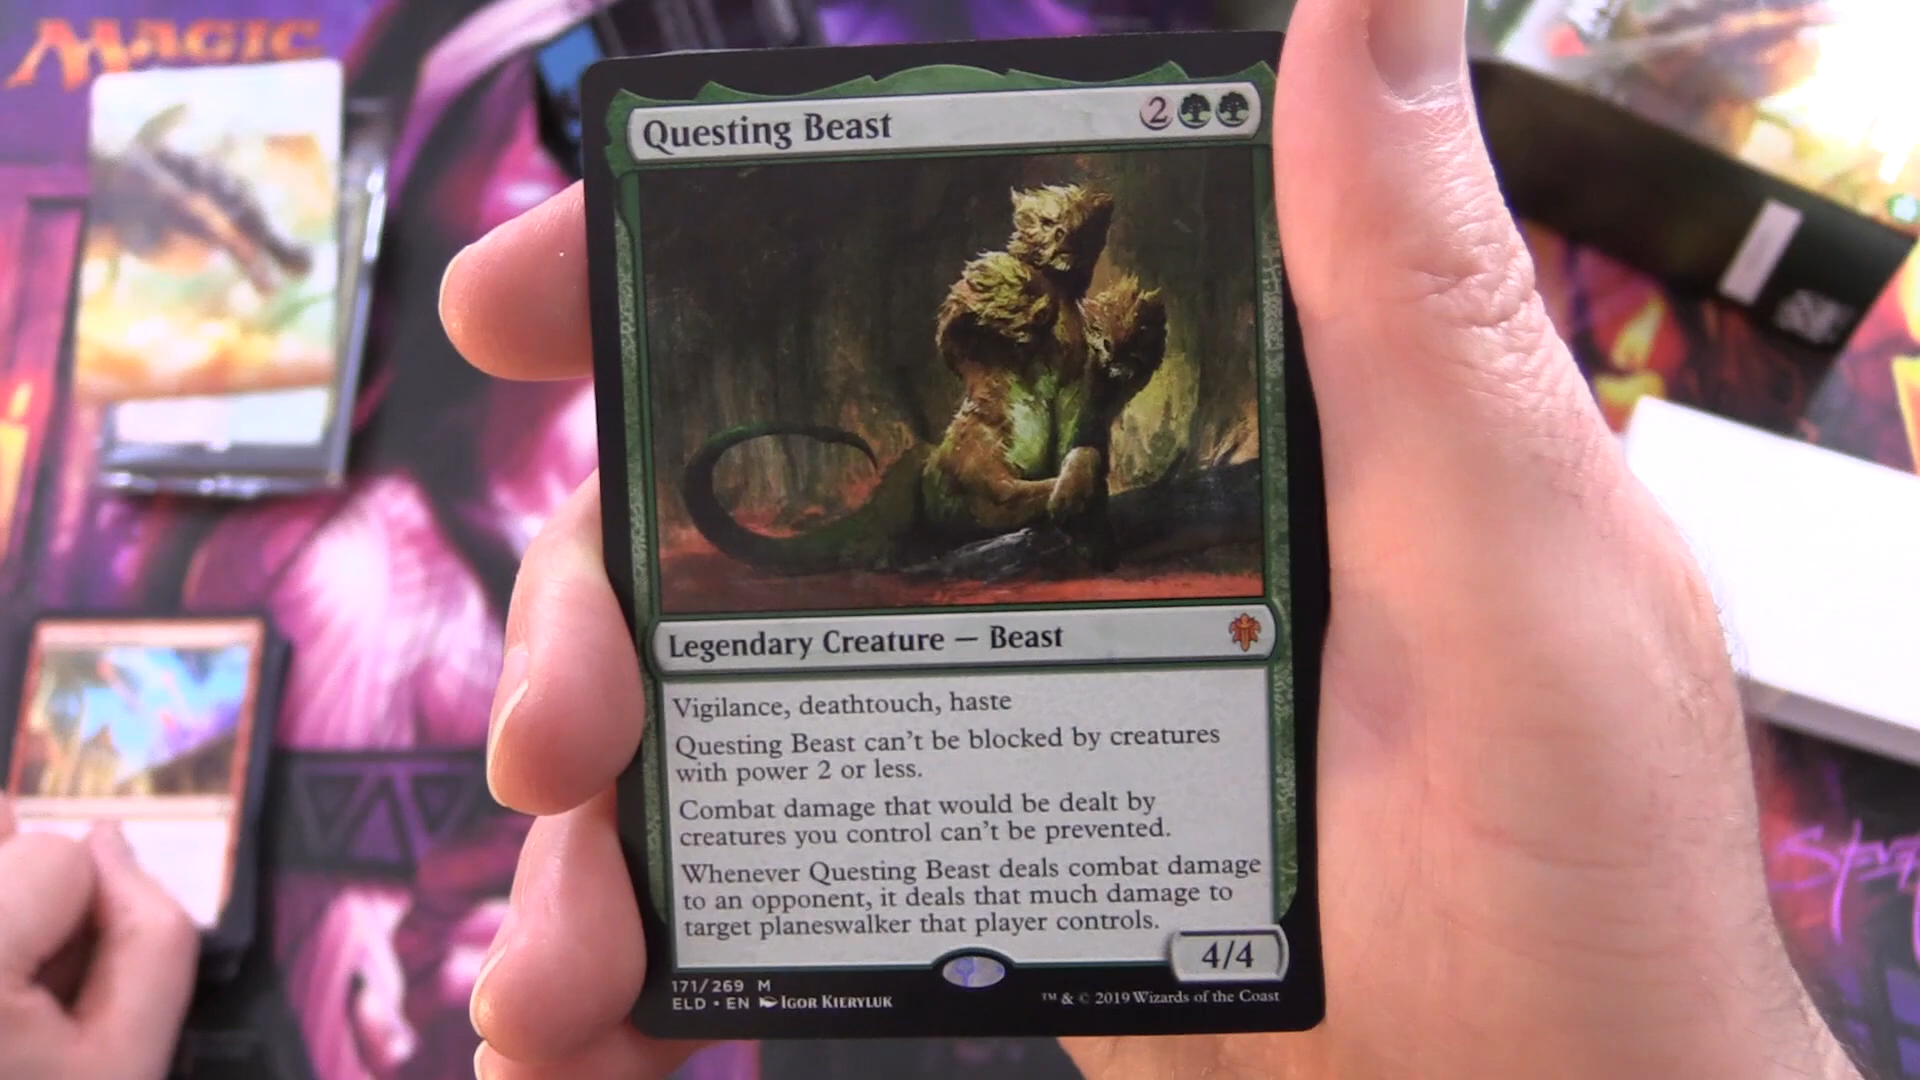 MAGIC
Questing Beast 2
Legendary Creature — Beast
Vigilance, deathtouch, haste
Questing Beast can't be blocked by creatures
with power 2 or less.
Combat damage that would be dealt by
creatures you control can't be prevented.
Whenever Questing Beast deals combat damage
to an opponent, it deals that much damage to
target planeswalker that player controls.
4/4
171/269 M
ELD • EN Igor Kieryluk
™ & © 2019 Wizards of the Coast